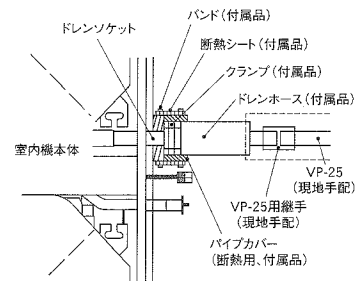 バンド(付属品)
ドレンソケット
断熱シート(付属品)
クランプ(付属品)
ドレンホース(付属品)
室内機本体
VP-25
(現地手配)
VP-25用継手
(現地手配)
パイプカバー
(断熱用、付属品)